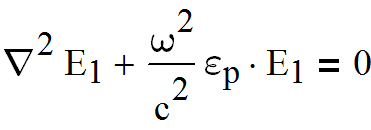 ∇² E₁ + ω²/c² εₚ · E₁ = 0